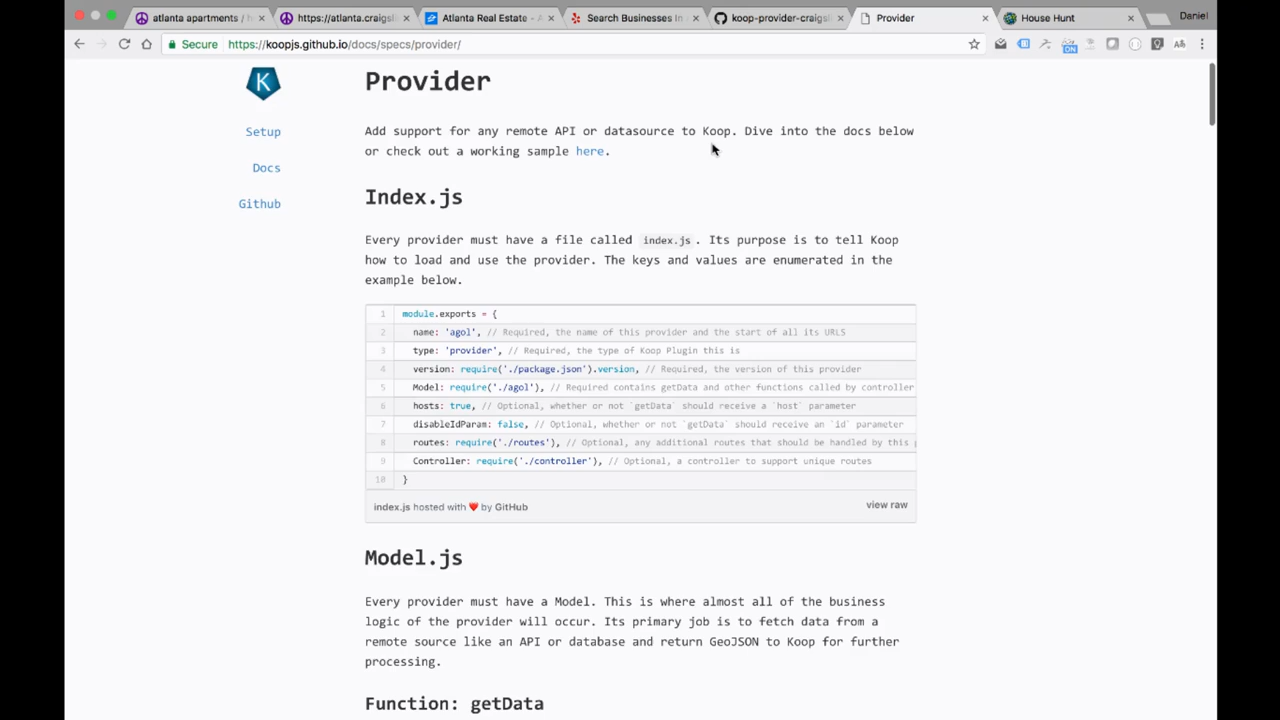 atlanta apartments / h
https://atlanta.craigsli
Atlanta Real Estate - A
Search Businesses In
koop-provider-craigsli
Provider
House Hunt
Daniel
Secure
https://koopjs.github.io/docs/specs/provider/
ON
K
Setup
Docs
Github
Provider
Add support for any remote API or datasource to Koop. Dive into the docs below
or check out a working sample here.
Index.js
Every provider must have a file called index.js. Its purpose is to tell Koop
how to load and use the provider. The keys and values are enumerated in the
example below.
1 module.exports = {
2 name: 'agol', // Required, the name of this provider and the start of all its URLS
3 type: 'provider', // Required, the type of Koop Plugin this is
4 version: require('./package.json').version, // Required, the version of this provider
5 Model: require('./agol'), // Required contains getData and other functions called by controller
6 hosts: true, // Optional, whether or not `getData` should receive a `host` parameter
7 disableIdParam: false, // Optional, whether or not `getData` should receive an `id` parameter
8 routes: require('./routes'), // Optional, any additional routes that should be handled by this p
9 Controller: require('./controller'), // Optional, a controller to support unique routes
10 }
index.js hosted with ❤ by GitHub
view raw
Model.js
Every provider must have a Model. This is where almost all of the business
logic of the provider will occur. Its primary job is to fetch data from a
remote source like an API or database and return GeoJSON to Koop for further
processing.
Function: getData